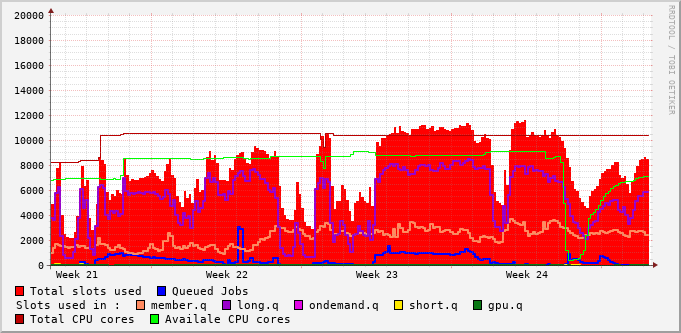 20000
18000
16000
14000
12000
10000
8000
6000
4000
2000
0
Week 21 Week 22 Week 23 Week 24
Total slots used Queued Jobs
Slots used in : member.q long.q ondemand.q short.q gpu.q
Total CPU cores Availale CPU cores
RRDTOOL / TOBI OETIKER